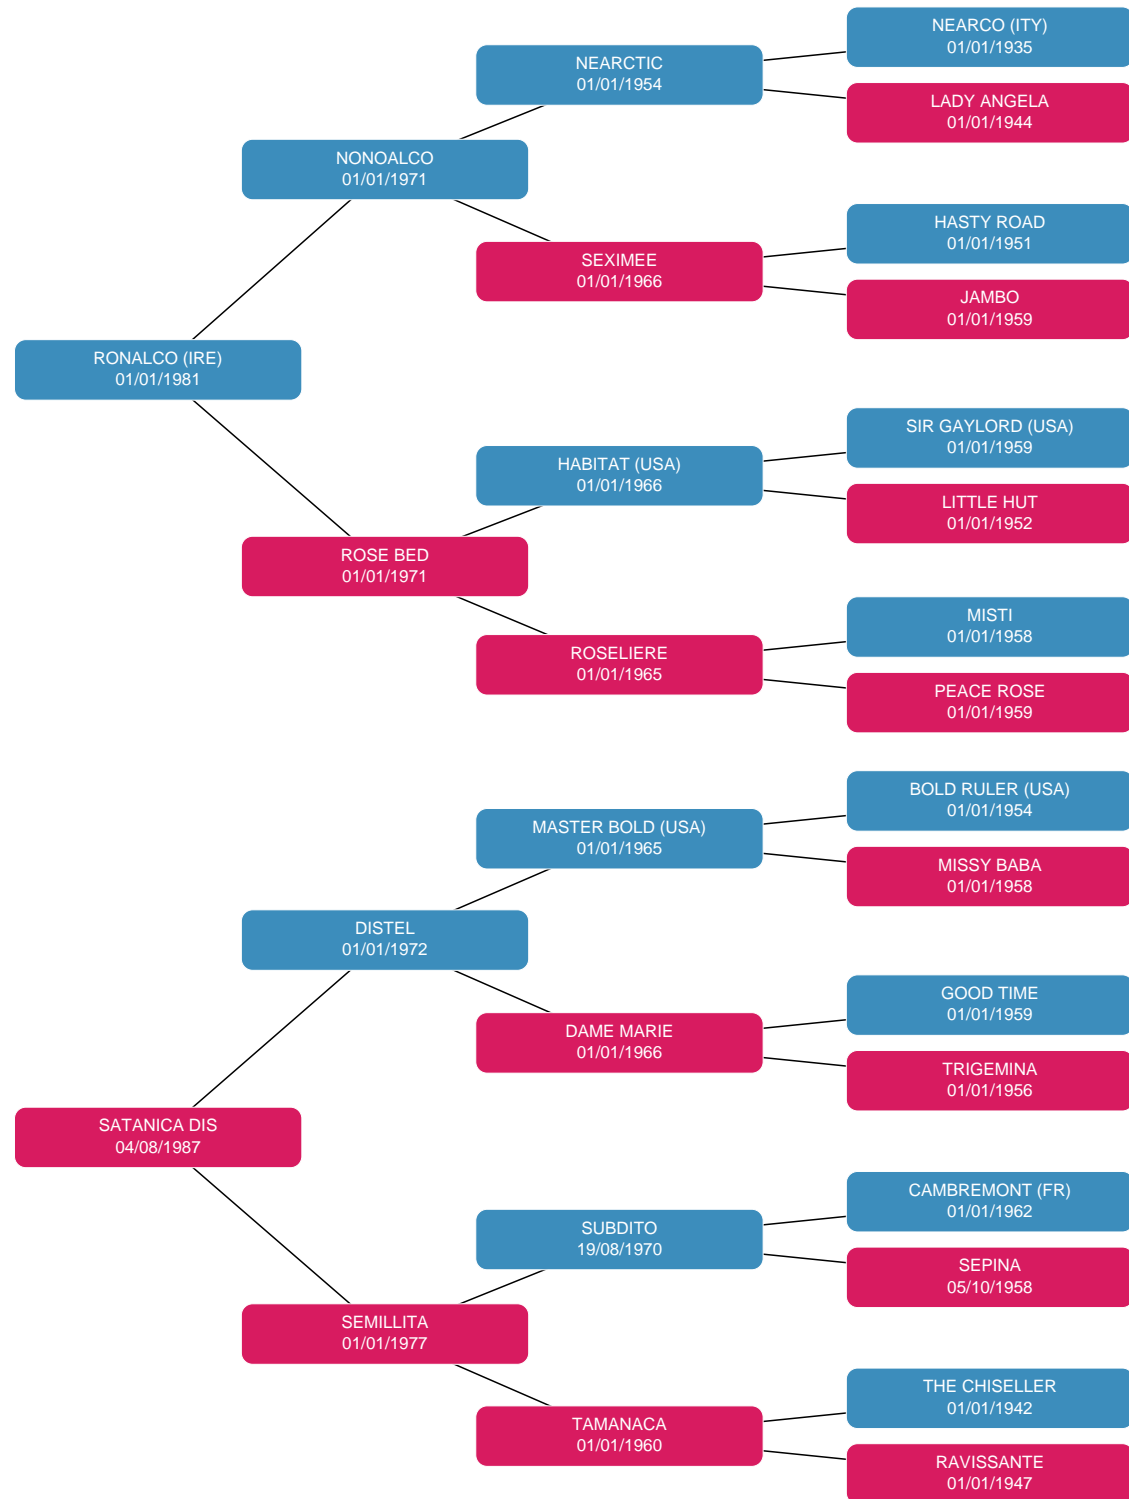 NEARCO (ITY)
01/01/1935
NEARCTIC
01/01/1954
LADY ANGELA
01/01/1944
NONOALCO
01/01/1971
HASTY ROAD
01/01/1951
SEXIMEE
01/01/1966
JAMBO
01/01/1959
RONALCO (IRE)
01/01/1981
SIR GAYLORD (USA)
01/01/1959
HABITAT (USA)
01/01/1966
LITTLE HUT
01/01/1952
ROSE BED
01/01/1971
MISTI
01/01/1958
ROSELIERE
01/01/1965
PEACE ROSE
01/01/1959
BOLD RULER (USA)
01/01/1954
MASTER BOLD (USA)
01/01/1965
MISSY BABA
01/01/1958
DISTEL
01/01/1972
GOOD TIME
01/01/1959
DAME MARIE
01/01/1966
TRIGEMINA
01/01/1956
SATANICA DIS
04/08/1987
CAMBREMONT (FR)
01/01/1962
SUBDITO
19/08/1970
SEPINA
05/10/1958
SEMILLITA
01/01/1977
THE CHISELLER
01/01/1942
TAMANACA
01/01/1960
RAVISSANTE
01/01/1947